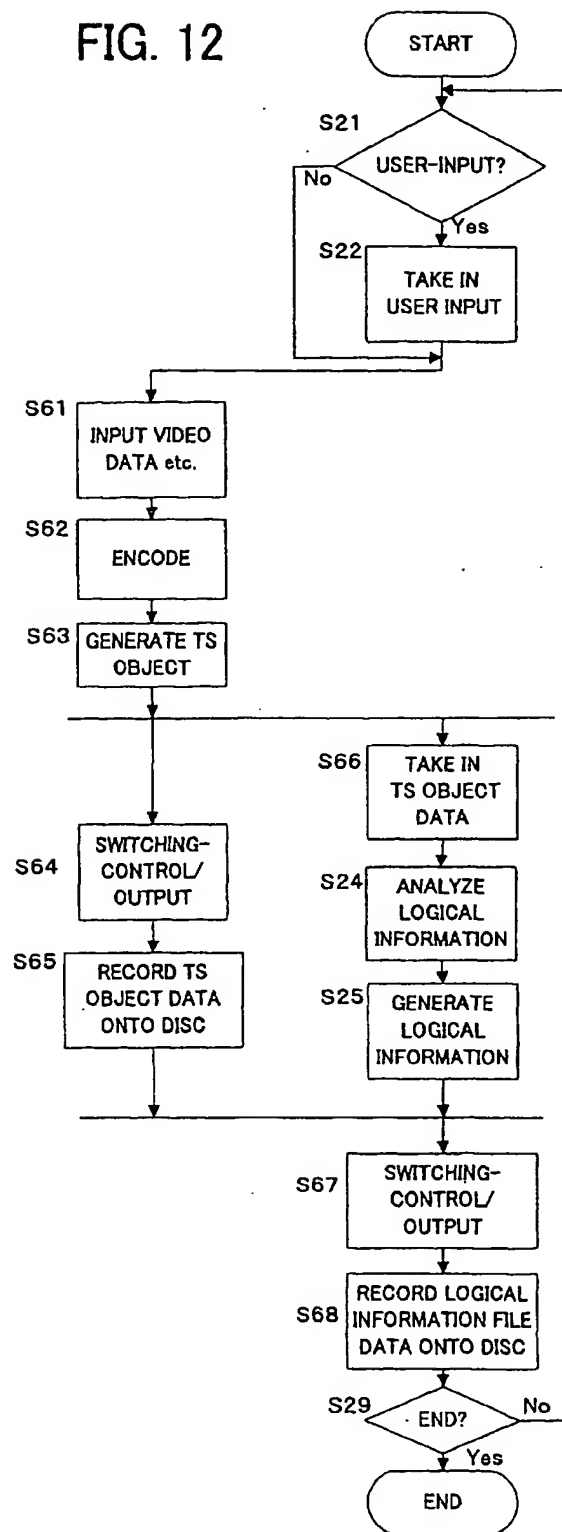 FIG. 12
START
S21
USER-INPUT?
No
Yes
S22
TAKE IN
USER INPUT
S61
INPUT VIDEO
DATA etc.
S62
ENCODE
S63
GENERATE TS
OBJECT
S66
TAKE IN
TS OBJECT
DATA
S64
SWITCHING-
CONTROL/
OUTPUT
S24
ANALYZE
LOGICAL
INFORMATION
S65
RECORD TS
OBJECT DATA
ONTO DISC
S25
GENERATE
LOGICAL
INFORMATION
S67
SWITCHING-
CONTROL/
OUTPUT
S68
RECORD LOGICAL
INFORMATION FILE
DATA ONTO DISC
S29
END?
No
Yes
END